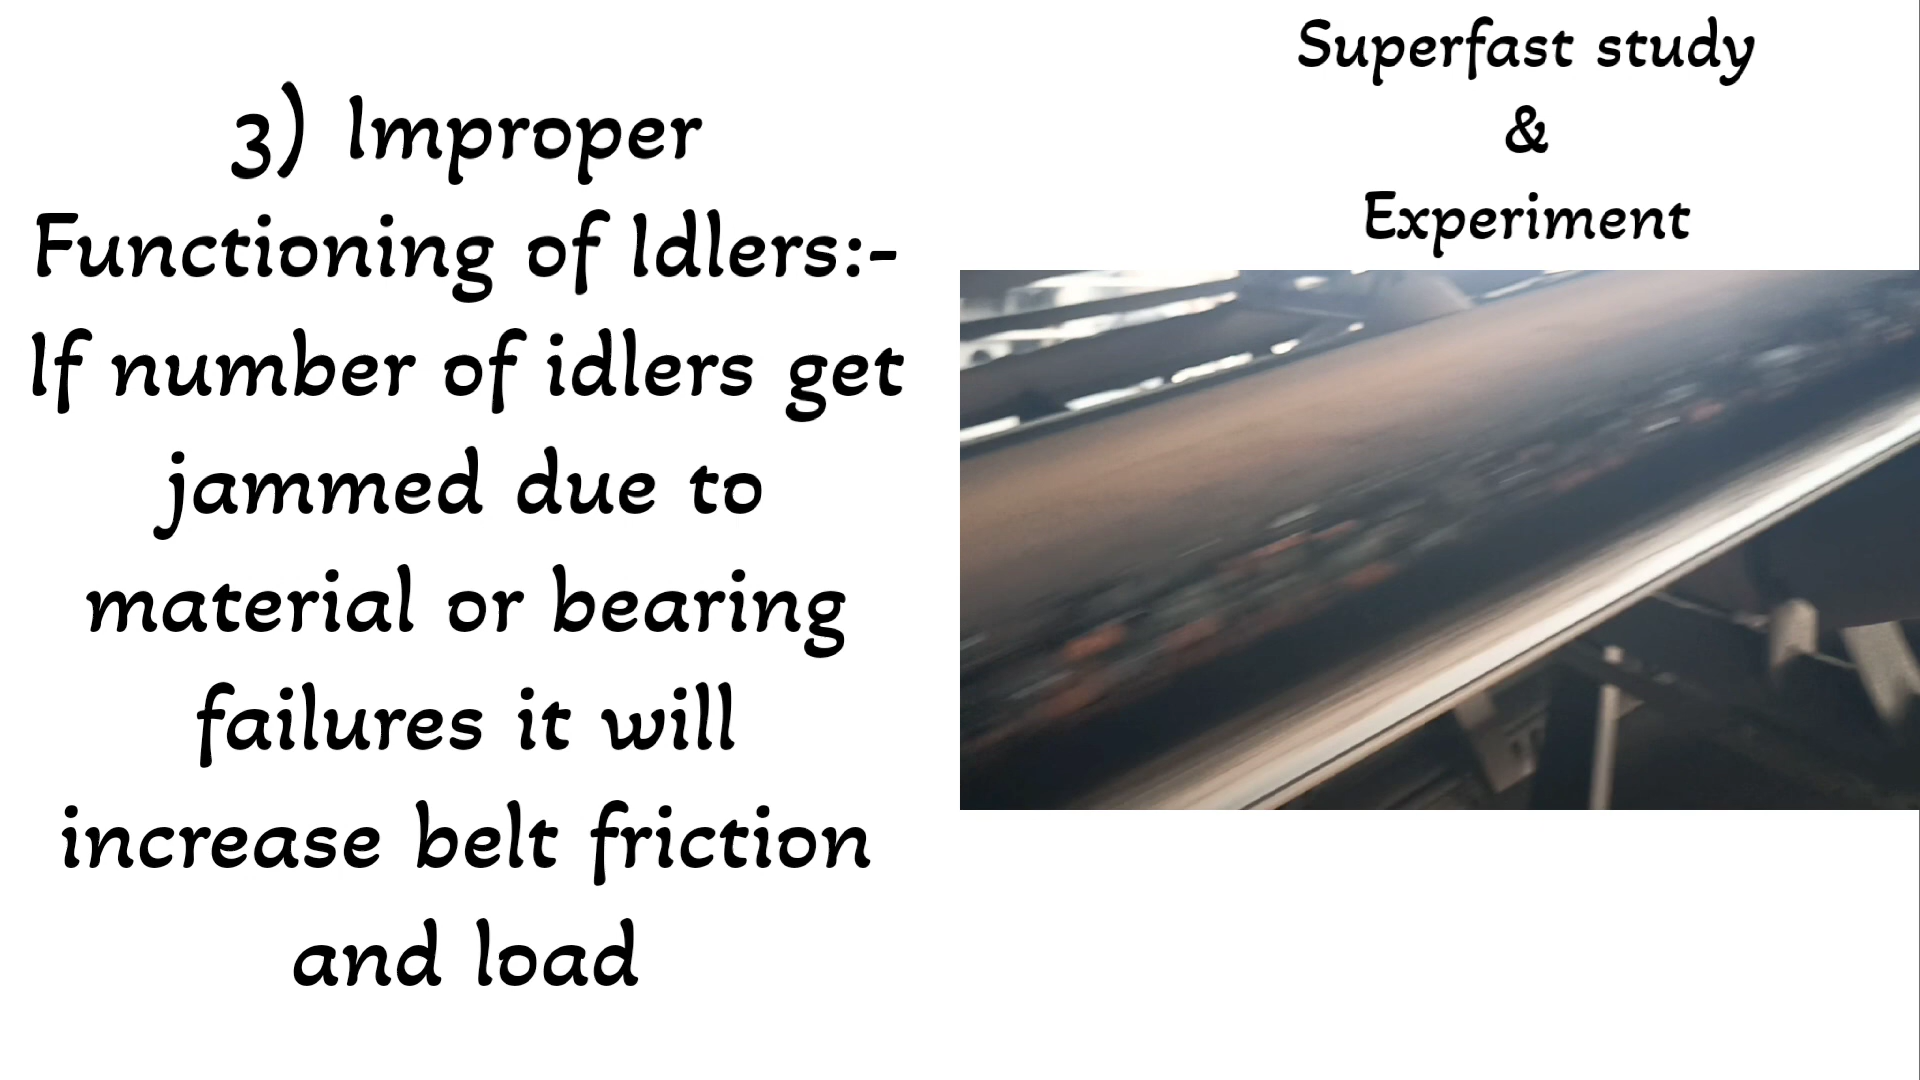 3) Improper
Functioning of Idlers:-
If number of idlers get
jammed due to
material or bearing
failures it will
increase belt friction
and load
Superfast study
&
Experiment